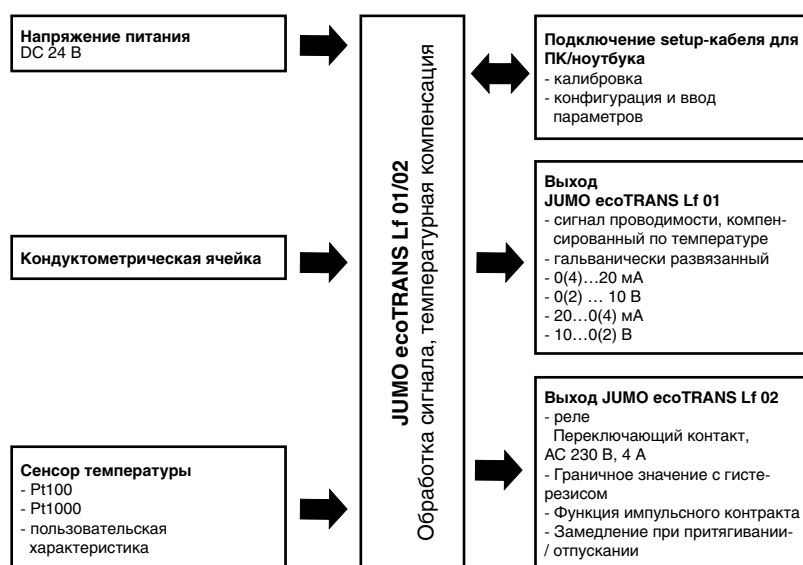 Напряжение питания
DC 24 В
Кондуктометрическая ячейка
Сенсор температуры
- Pt100
- Pt1000
- пользовательская
характеристика
JUMO ecoTRANS Lf 01/02
Обработка сигнала, температурная компенсация
Подключение setup-кабеля для
ПК/ноутбука
- калибровка
- конфигурация и ввод
параметров
Выход
JUMO ecoTRANS Lf 01
- сигнал проводимости, компен-
сированный по температуре
- гальванически развязанный
- 0(4)...20 мА
- 0(2) ... 10 В
- 20...0(4) мА
- 10...0(2) В
Выход JUMO ecoTRANS Lf 02
- реле
Переключающий контакт,
AC 230 В, 4 А
- Граничное значение с гисте-
резисом
- Функция импульсного контракта
- Замедление при притягивании-
/ отпускании